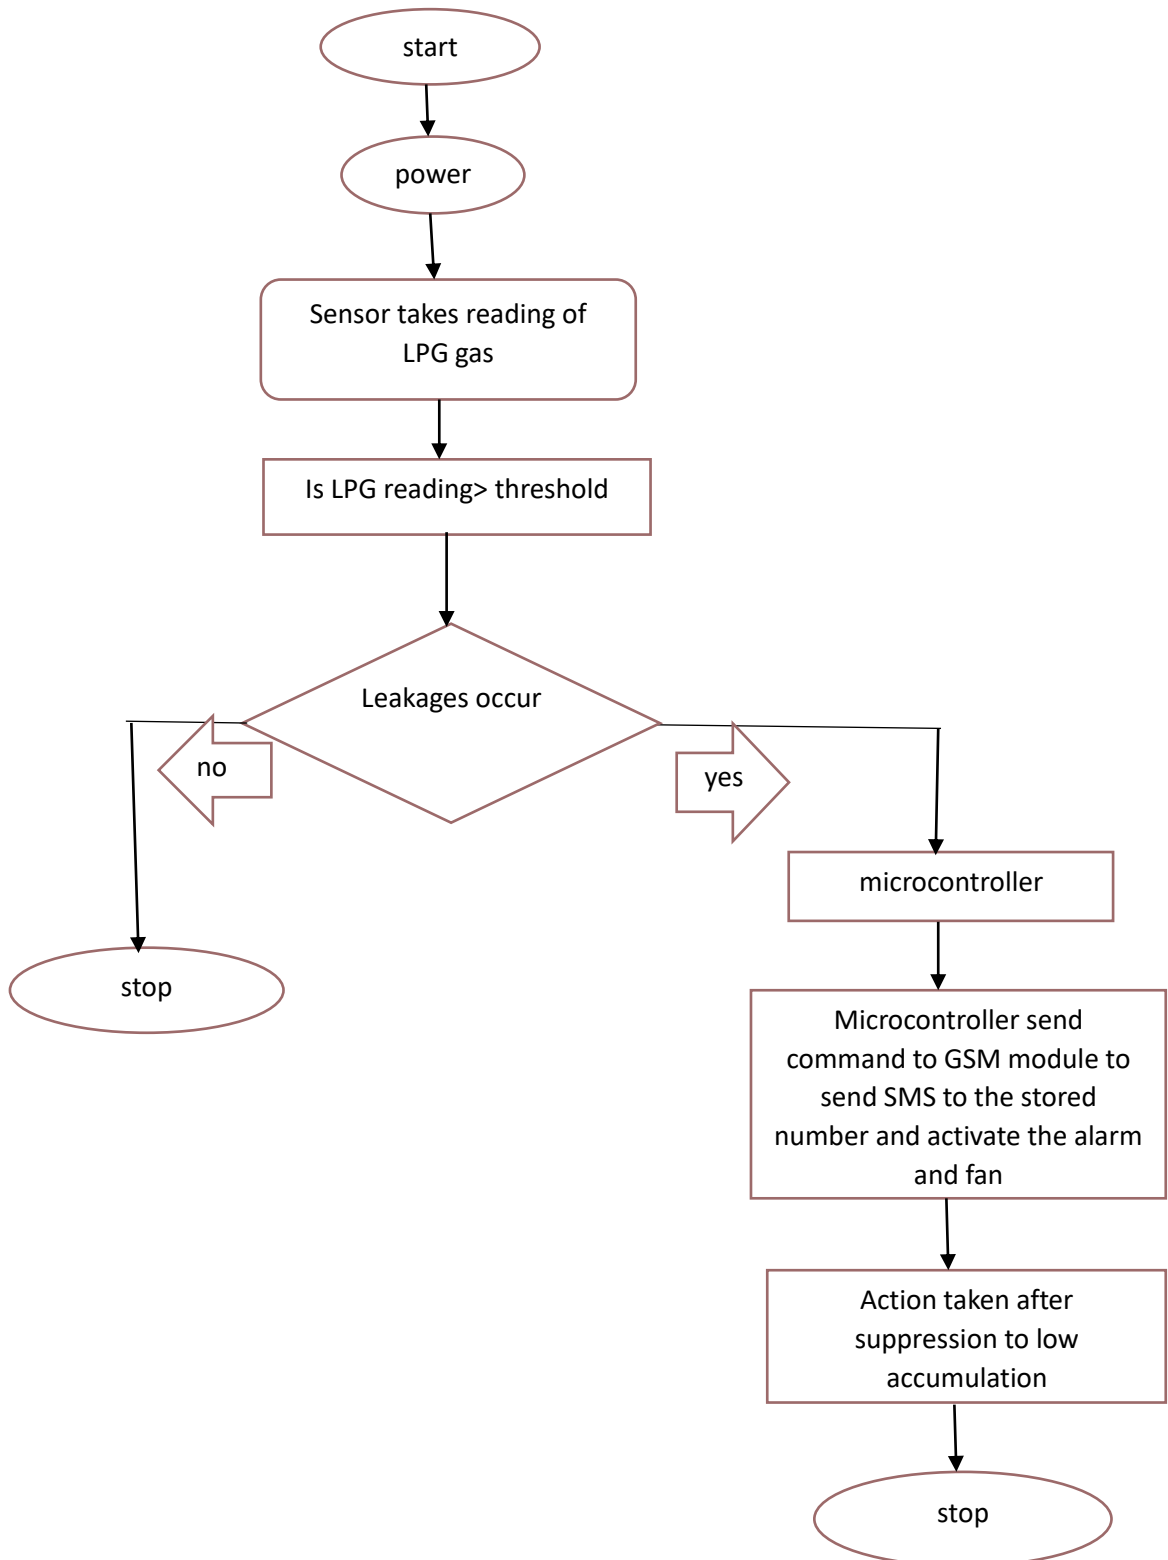 start
power
Sensor takes reading of
LPG gas
Is LPG reading> threshold
Leakages occur
no
yes
microcontroller
stop
Microcontroller send
command to GSM module to
send SMS to the stored
number and activate the alarm
and fan
Action taken after
suppression to low
accumulation
stop